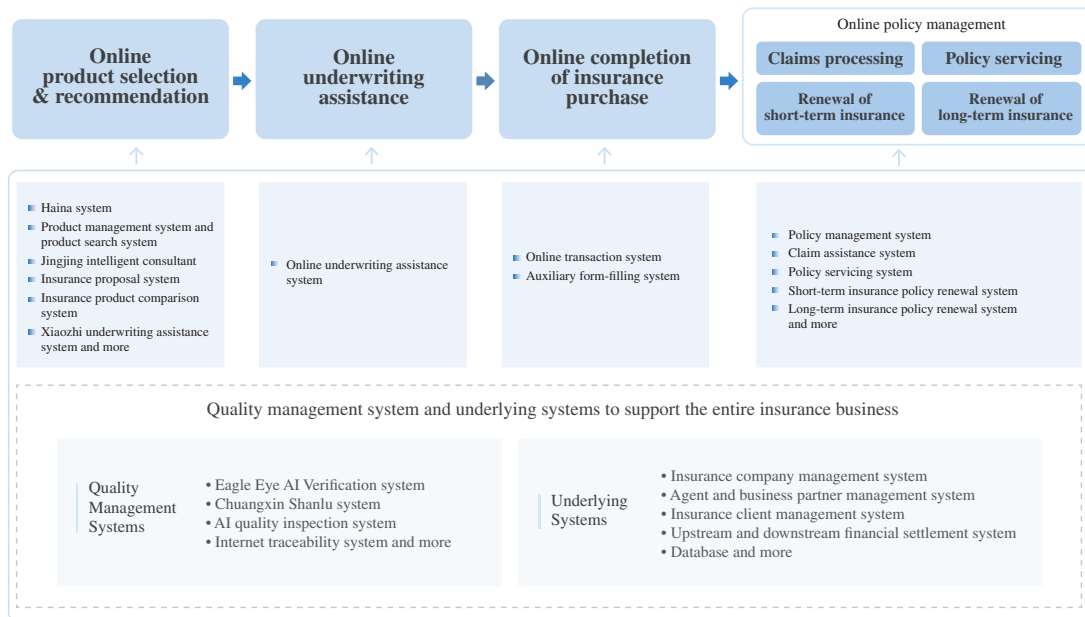 Online
product selection
& recommendation
Online
underwriting
assistance
Online completion
of insurance
purchase
Online policy management
Claims processing
Policy servicing
Renewal of
short-term insurance
Renewal of
long-term insurance
Haina system
Product management system and
product search system
Jingjing intelligent consultant
Insurance proposal system
Insurance product comparison
system
Xiaozhi underwriting assistance
system and more
Online underwriting assistance
system
Online transaction system
Auxiliary form-filling system
Policy management system
Claim assistance system
Policy servicing system
Short-term insurance policy renewal system
Long-term insurance policy renewal system
and more
Quality management system and underlying systems to support the entire insurance business
Quality
Management
Systems
• Eagle Eye AI Verification system
• Chuangxin Shanlu system
• AI quality inspection system
• Internet traceability system and more
Underlying
Systems
• Insurance company management system
• Agent and business partner management system
• Insurance client management system
• Upstream and downstream financial settlement system
• Database and more